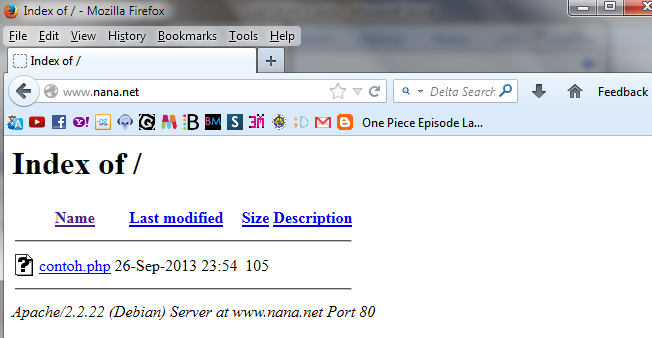 Index of / - Mozilla Firefox
File Edit View History Bookmarks Tools Help
Index of /
www.nana.net
Delta Search
Feedback
One Piece Episode La...
Index of /
Name Last modified Size Description
contoh.php 26-Sep-2013 23:54 105
Apache/2.2.22 (Debian) Server at www.nana.net Port 80